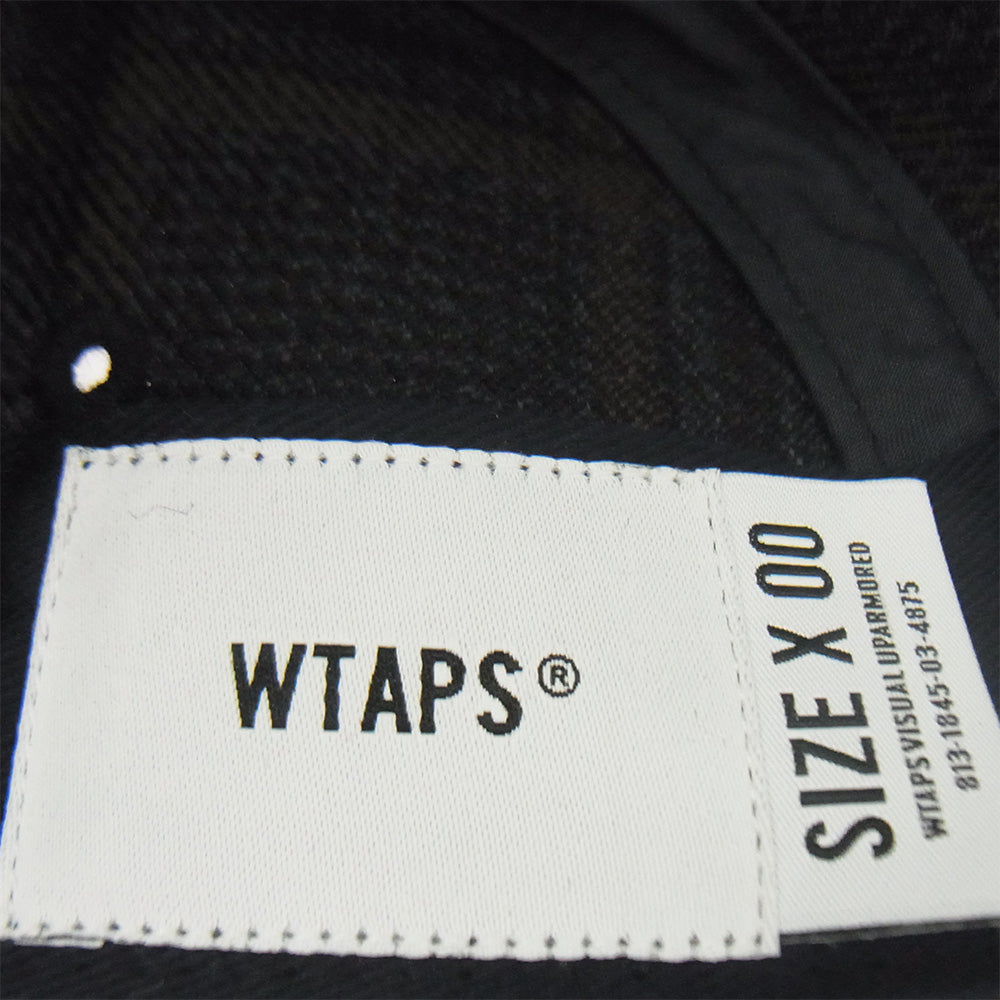 WTAPS®
SIZE X 00
WTAPS VISUAL UPARMORED
813-1845-03-4875